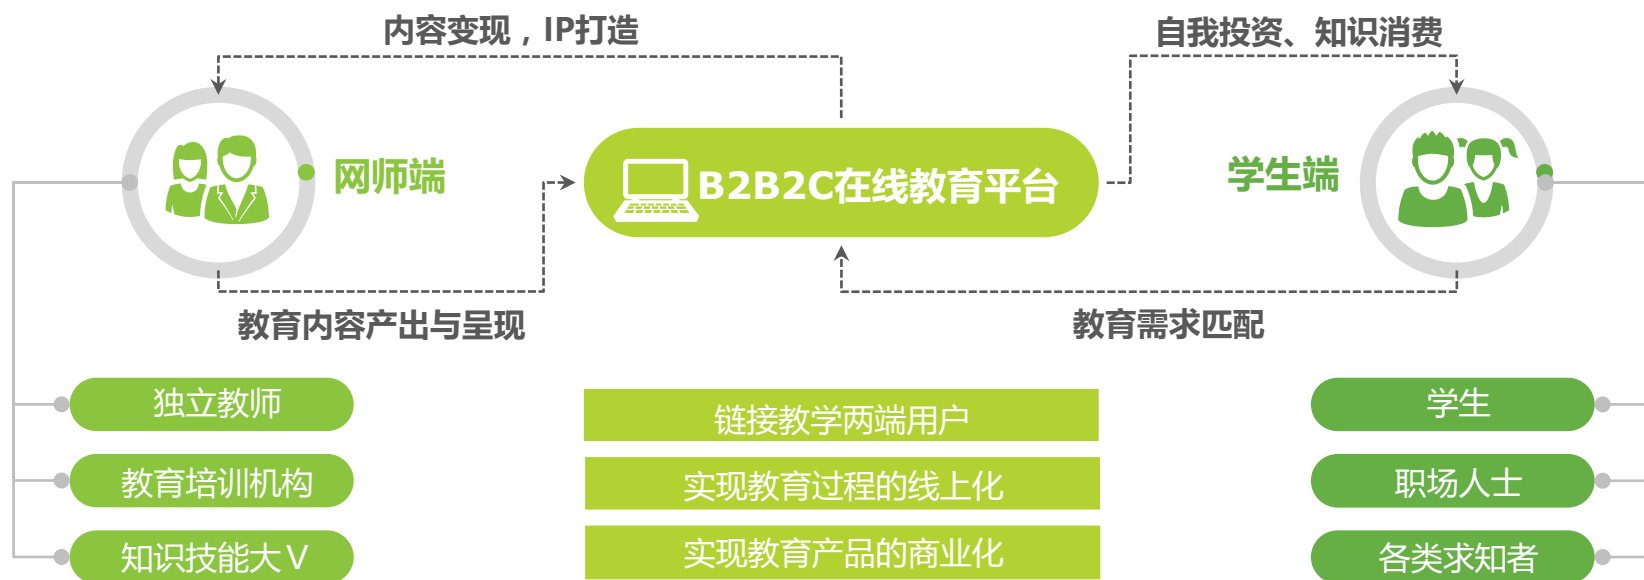 内容变现，IP打造
自我投资、知识消费
网师端
B2B2C在线教育平台
学生端
教育内容产出与呈现
教育需求匹配
独立教师
链接教学两端用户
学生
教育培训机构
实现教育过程的线上化
职场人士
知识技能大V
实现教育产品的商业化
各类求知者